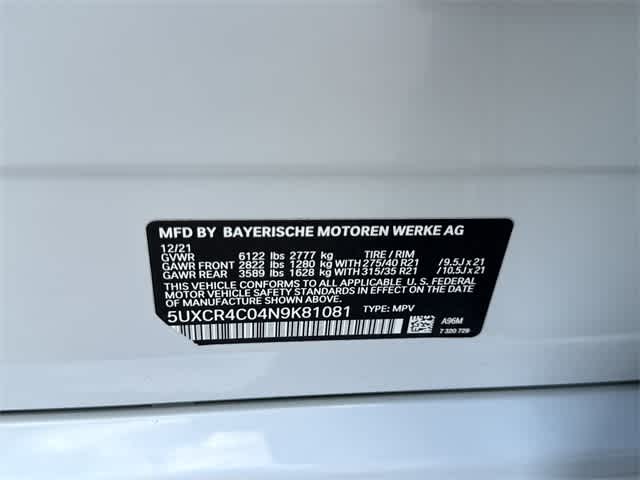 MFD BY BAYERISCHE MOTOREN WERKE AG
12/21
GVWR 6122 lbs 2777 kg TIRE / RIM
GAWR FRONT 2822 lbs 1280 kg WITH 275/40 R21 / 9.5J x 21
GAWR REAR 3589 lbs 1628 kg WITH 315/35 R21 / 10.5J x 21
THIS VEHICLE CONFORMS TO ALL APPLICABLE U.S. FEDERAL
MOTOR VEHICLE SAFETY STANDARDS IN EFFECT ON THE DATE
OF MANUFACTURE SHOWN ABOVE.
5UXCR4C04N9K81081 TYPE: MPV
A96M
7 320 729